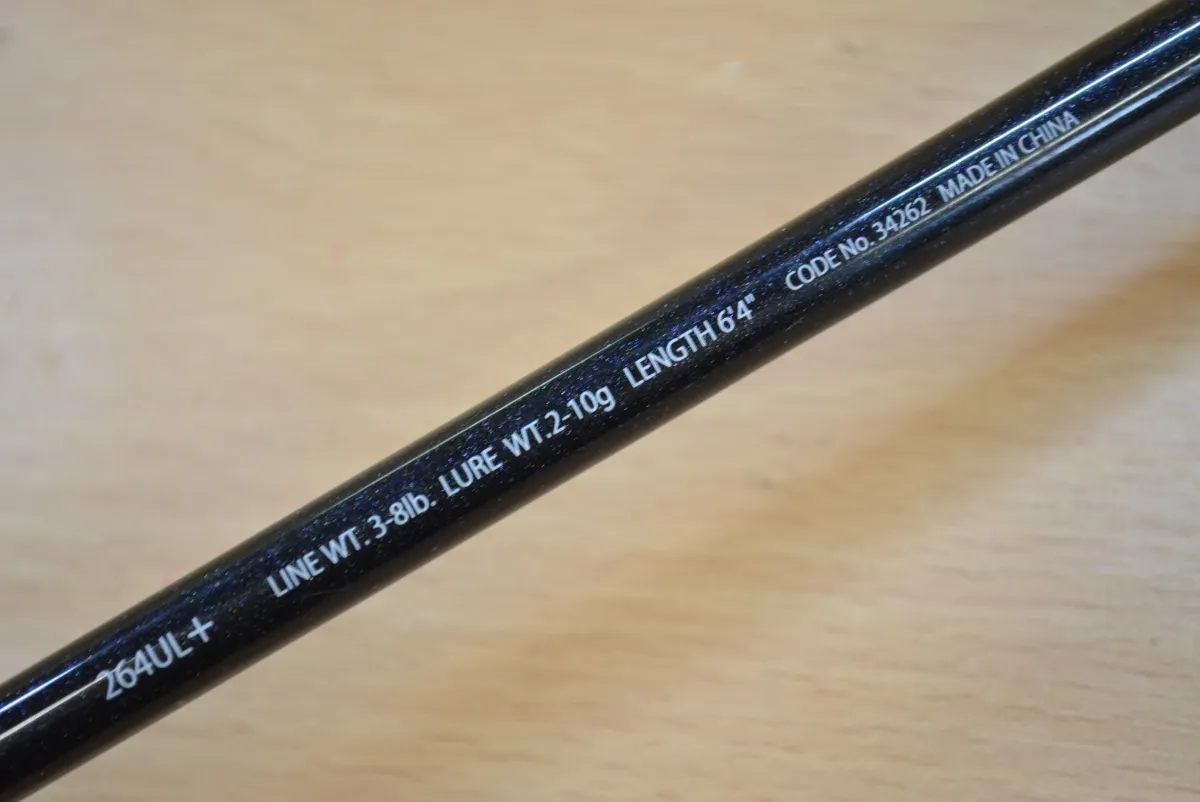 264UL+ LINE WT. 3-8lb. LURE WT.2-10g LENGTH 6'4" CODE No. 34262 MADE IN CHINA